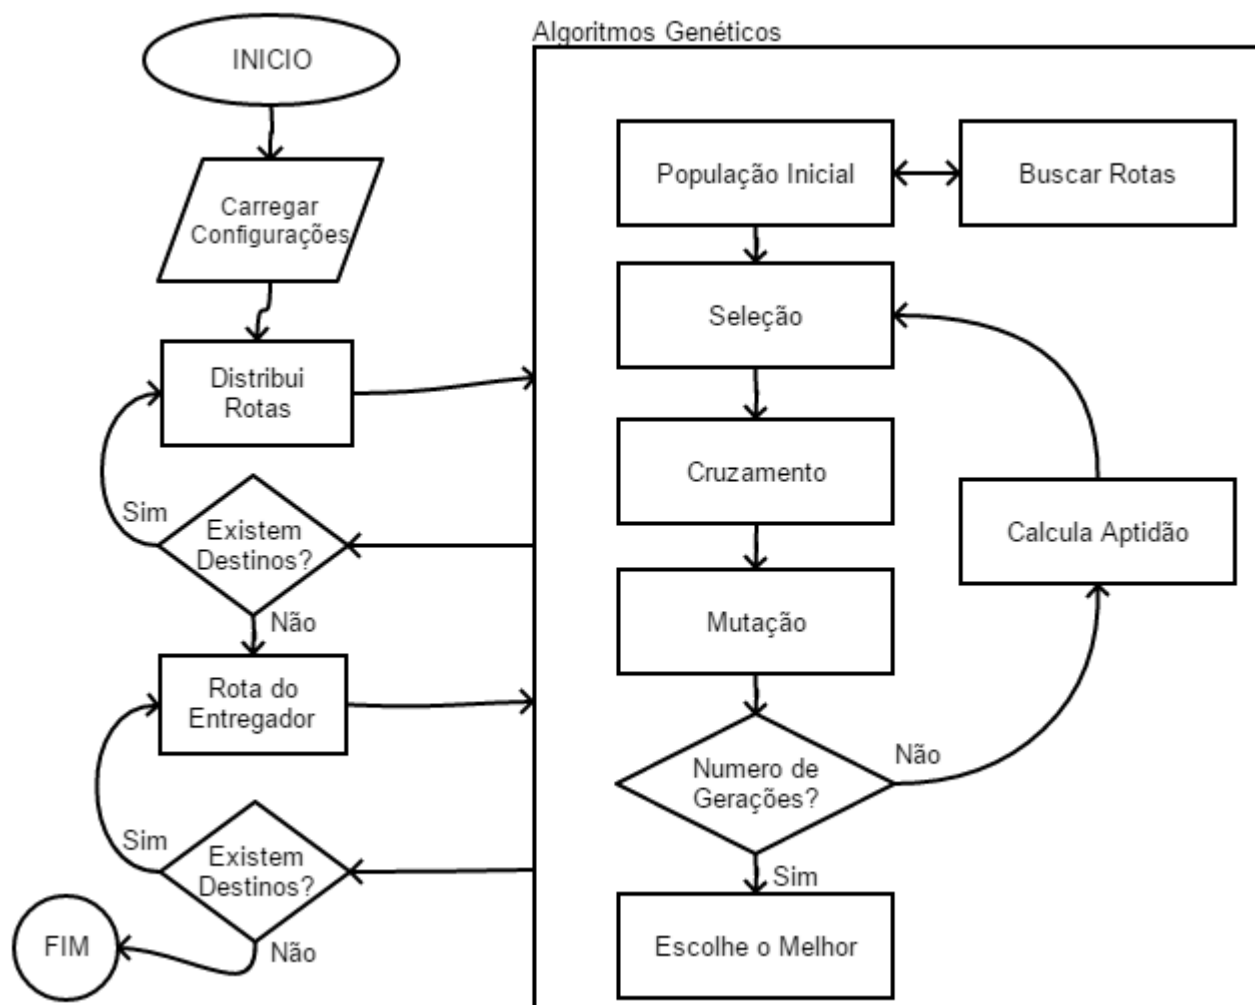 INICIO
Carregar
Configurações
Distribui
Rotas
Sim
Existem
Destinos?
Não
Rota do
Entregador
Sim
Existem
Destinos?
Não
FIM
Algoritmos Genéticos
População Inicial
Buscar Rotas
Seleção
Cruzamento
Calcula Aptidão
Mutação
Numero de
Gerações?
Não
Sim
Escolhe o Melhor